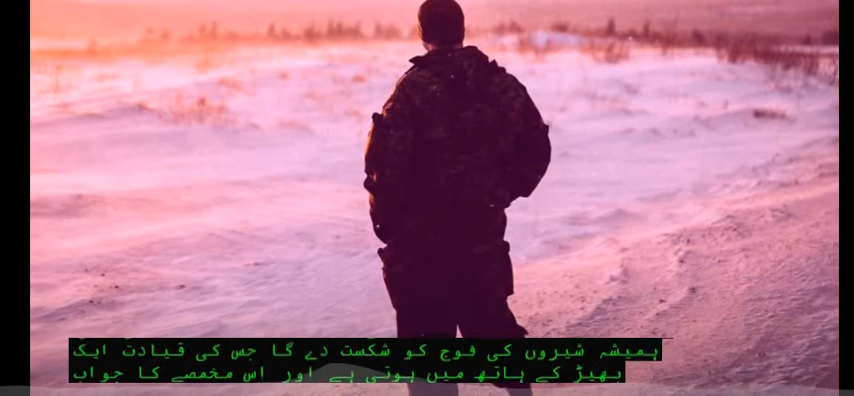 ہمیشہ شیروں کی فوج کو شکست دے گا جس کی قیادت ایک
بھیڑ کے ہاتھ میں ہوتی ہے اور اس مخمصے کا جواب